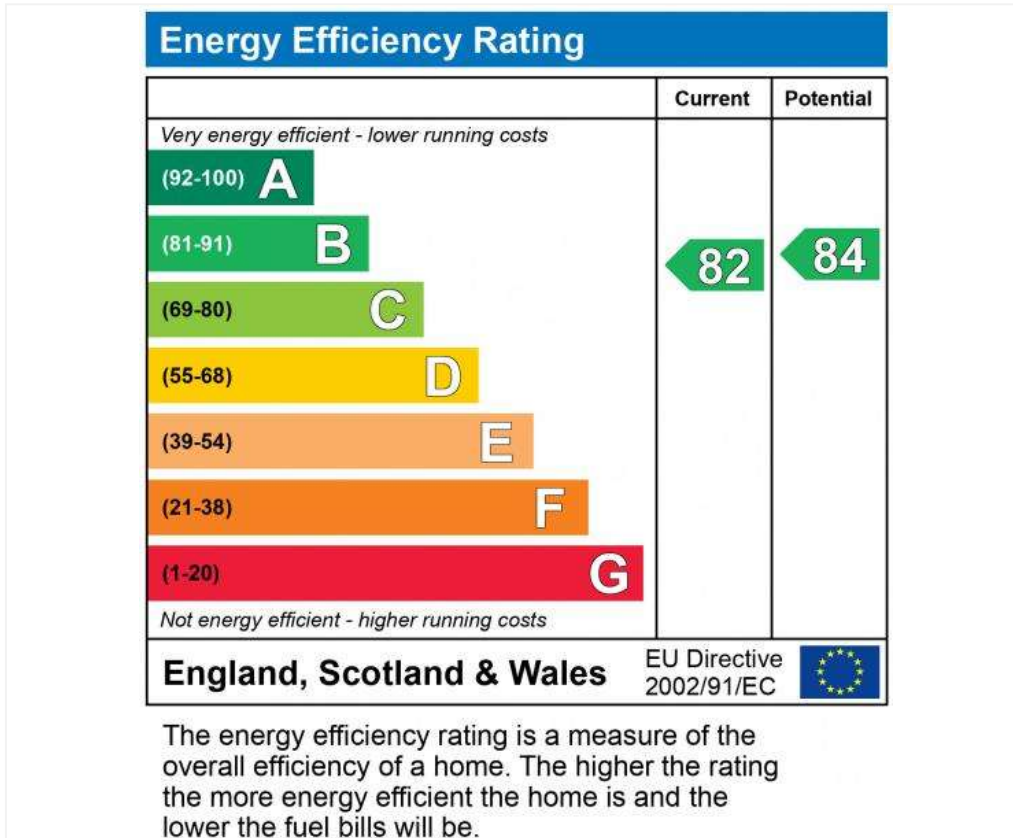 Energy Efficiency Rating
Current Potential
Very energy efficient - lower running costs
(92-100) A
(81-91) B
82 84
(69-80) C
(55-68) D
(39-54) E
(21-38) F
(1-20) G
Not energy efficient - higher running costs
England, Scotland & Wales
EU Directive
2002/91/EC
The energy efficiency rating is a measure of the
overall efficiency of a home. The higher the rating
the more energy efficient the home is and the
lower the fuel bills will be.